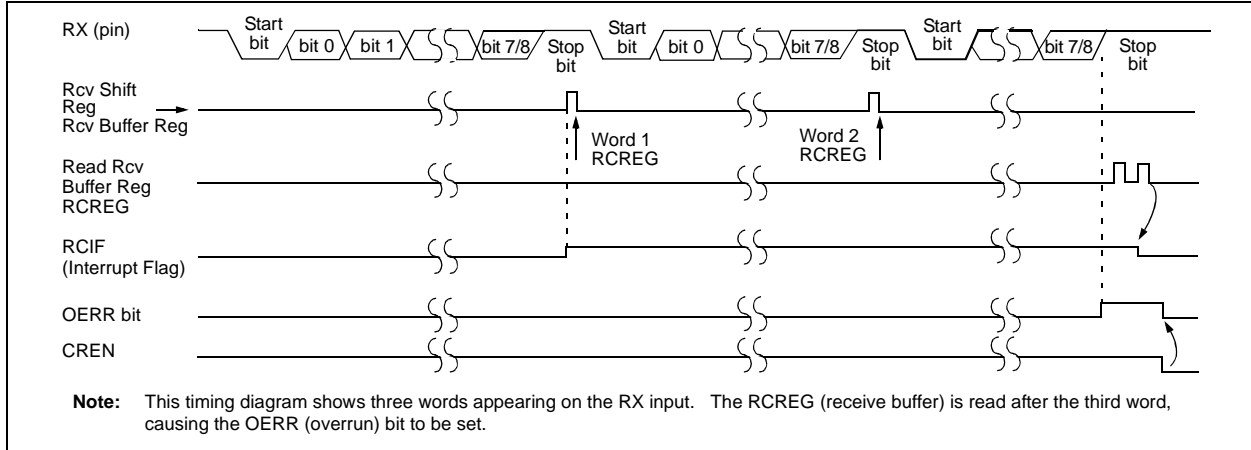 RX (pin)
Start
bit
bit 0
bit 1
bit 7/8
Stop
bit
Start
bit
bit 0
bit 7/8
Stop
bit
Start
bit
bit 7/8
Stop
bit
Rcv Shift
Reg
Rcv Buffer Reg
Word 1
RCREG
Word 2
RCREG
Read Rcv
Buffer Reg
RCREG
RCIF
(Interrupt Flag)
OERR bit
CREN
Note: This timing diagram shows three words appearing on the RX input. The RCREG (receive buffer) is read after the third word,
causing the OERR (overrun) bit to be set.